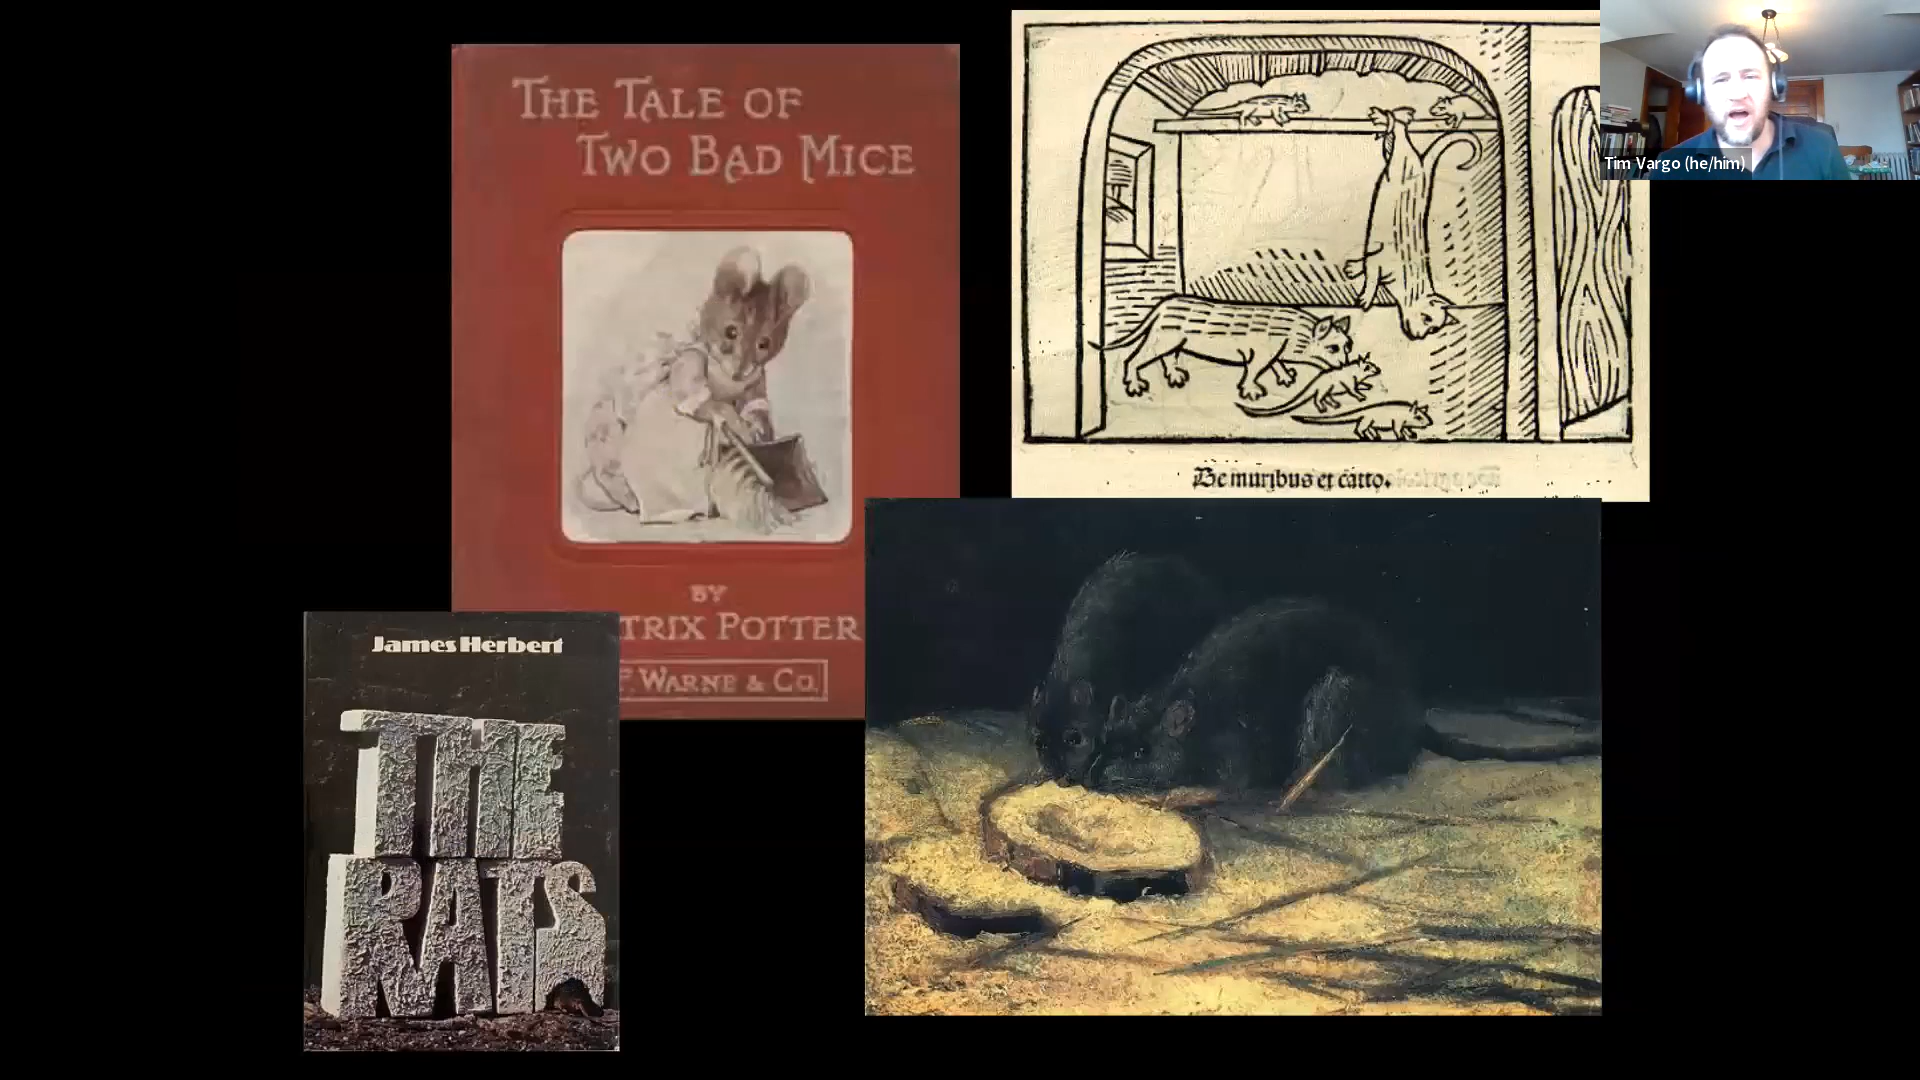 THE TALE OF
TWO BAD MICE
BY
TRIX POTTER
F. WARNE & CO.
James Herbert
THE
RATS
De muribus et catto.
Tim Vargo (he/him)